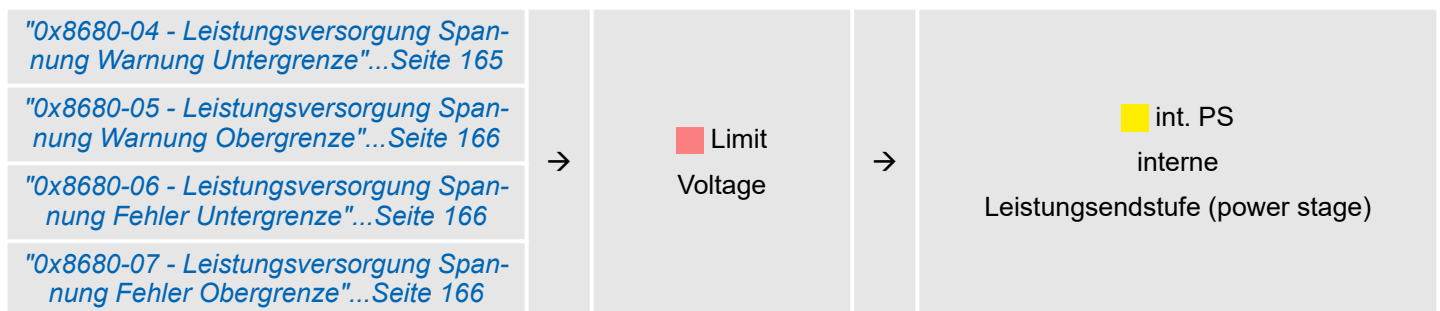 "0x8680-04 - Leistungsversorgung Span-
nung Warnung Untergrenze"...Seite 165
"0x8680-05 - Leistungsversorgung Span-
nung Warnung Obergrenze"...Seite 166
"0x8680-06 - Leistungsversorgung Span-
nung Fehler Untergrenze"...Seite 166
"0x8680-07 - Leistungsversorgung Span-
nung Fehler Obergrenze"...Seite 166
→
Limit
Voltage
→
int. PS
interne
Leistungsendstufe (power stage)